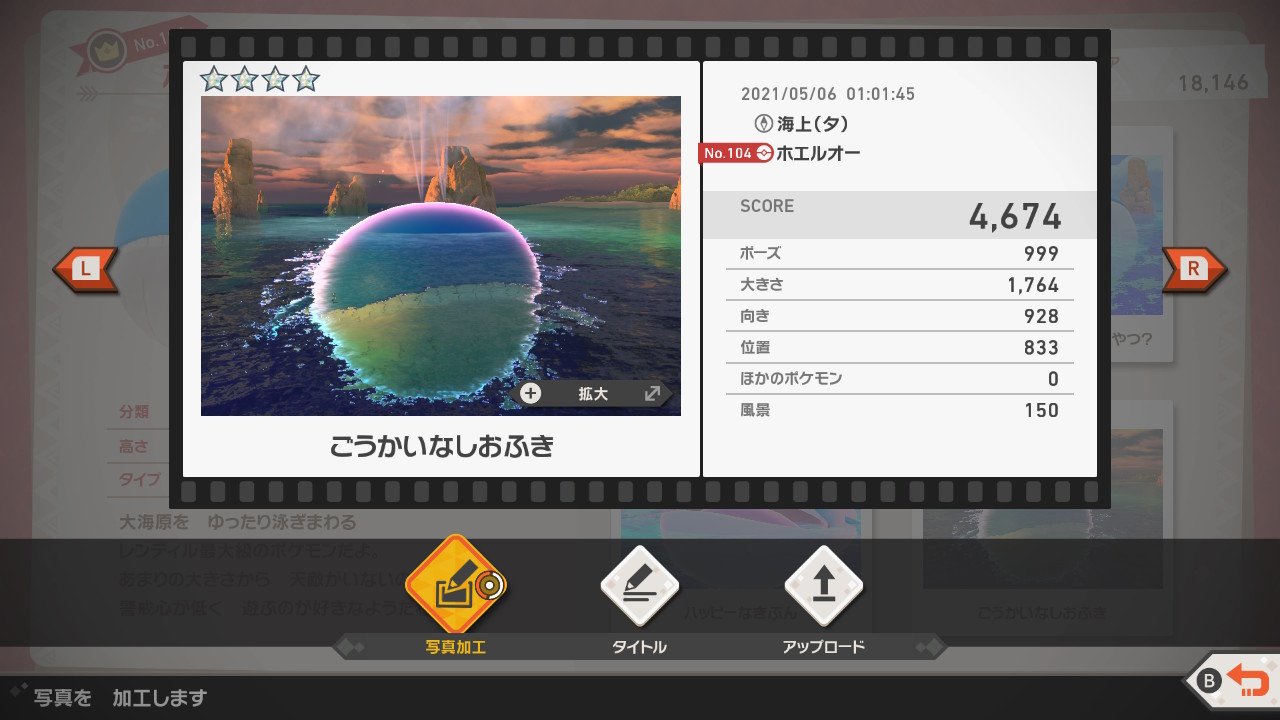 No.1
18,146
2021/05/06 01:01:45
海上(夕)
No.104 ホエルオー
SCORE 4,674
ポーズ 999
大きさ 1,764
向き 928
位置 833
ほかのポケモン 0
風景 150
拡大
ごうかいなしおふき
L
R
やつ?
分類
高さ
タイプ
大海原を ゆったり泳ぎまわる
レンティル最大級のポケモンだよ。
あまりの大きさから 天敵がいない
警戒心が低く 遊ぶのが好きなようだ
ハッピーなきぶん
ごうかいなしおふき
写真加工
タイトル
アップロード
写真を 加工します
B